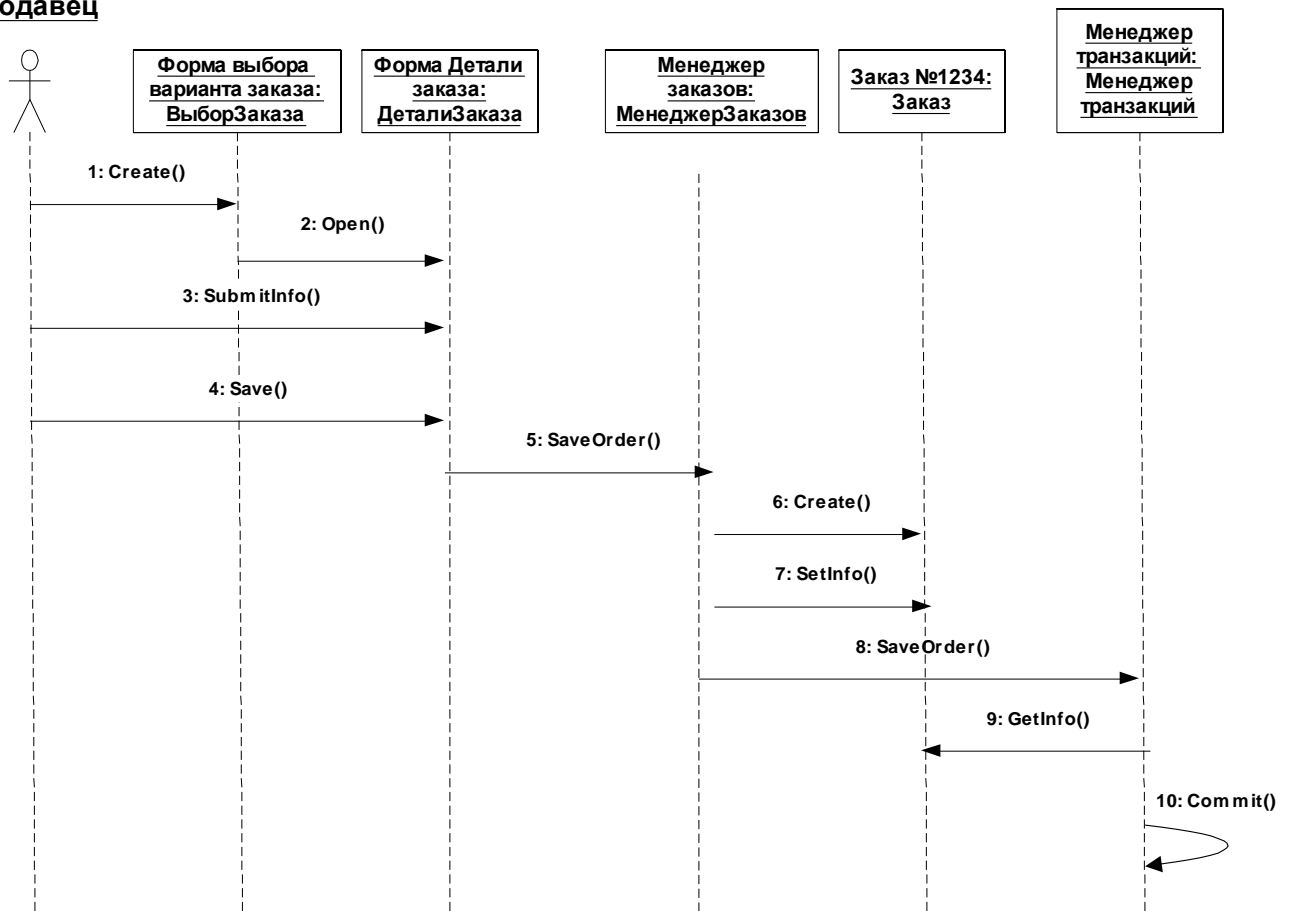 одавец
Форма выбора
варианта заказа:
ВыборЗаказа
Форма Детали
заказа:
ДеталиЗаказа
Менеджер
заказов:
МенеджерЗаказов
Заказ №1234:
Заказ
Менеджер
транзакций:
Менеджер
транзакций
1: Create()
2: Open()
3: SubmitInfo()
4: Save()
5: SaveOrder()
6: Create()
7: SetInfo()
8: SaveOrder()
9: GetInfo()
10: Commit()